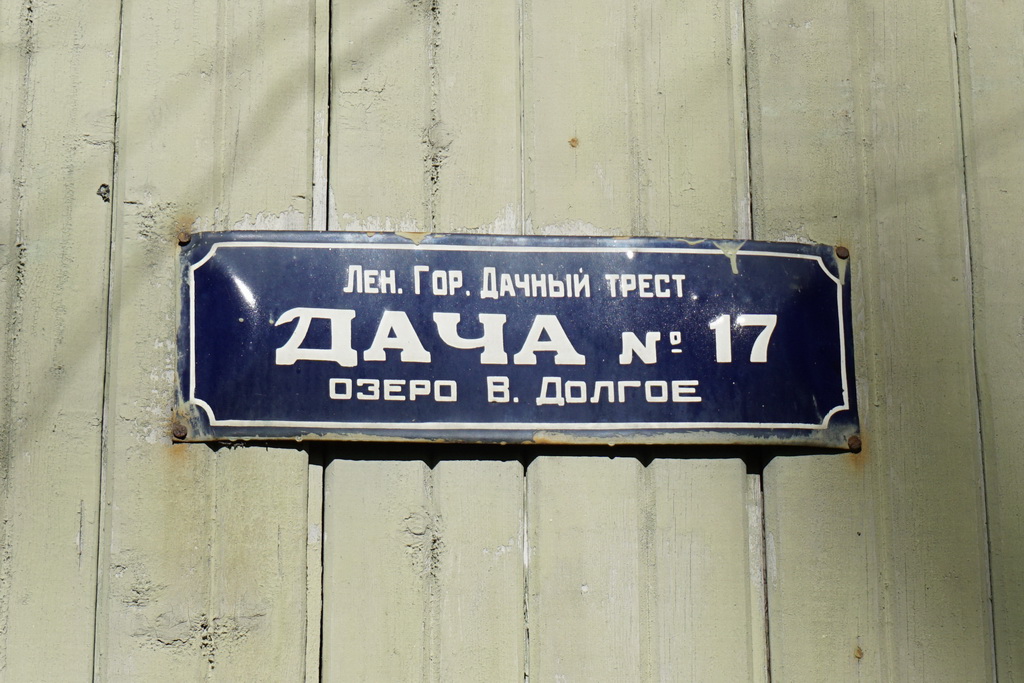 Лен. Гор. Дачный трест
ДАЧА № 17
ОЗЕРО В. ДОЛГОЕ